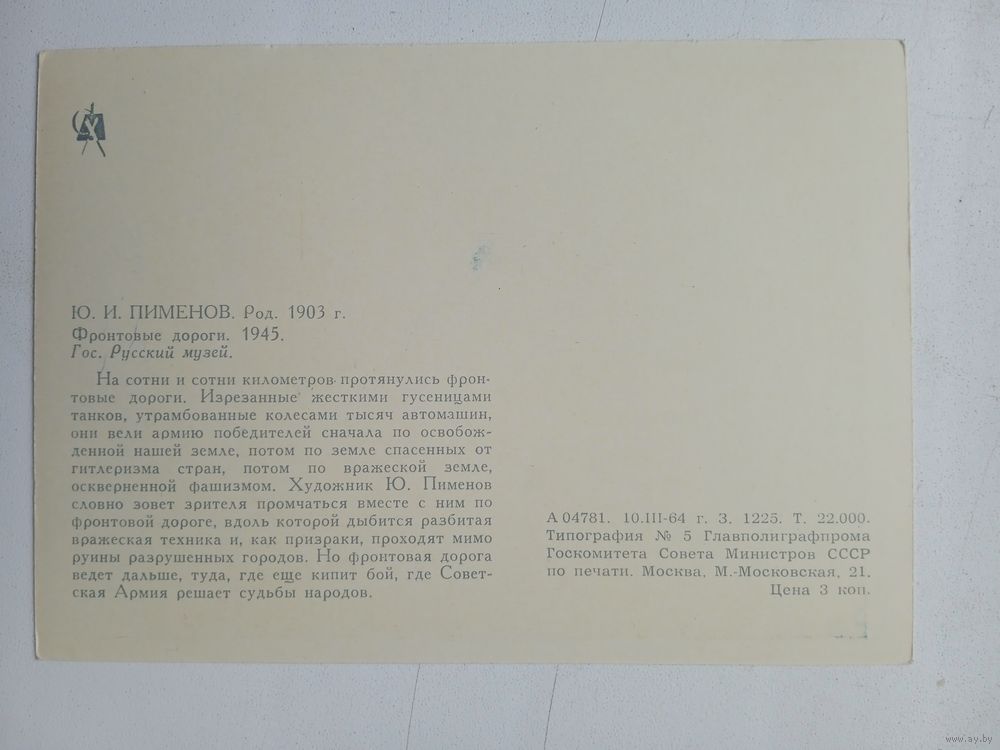 Ю. И. ПИМЕНОВ. Род. 1903 г.
Фронтовые дороги. 1945.
Гос. Русский музей.
На сотни и сотни километров протянулись фрон-
товые дороги. Изрезанные жесткими гусеницами
танков, утрамбованные колесами тысяч автомашин,
они вели армию победителей сначала по освобож-
денной нашей земле, потом по земле спасенных от
гитлеризма стран, потом по вражеской земле,
оскверненной фашизмом. Художник Ю. Пименов
словно зовет зрителя промчаться вместе с ним по
фронтовой дороге, вдоль которой дыбится разбитая
вражеская техника и, как призраки, проходят мимо
руины разрушенных городов. Но фронтовая дорога
ведет дальше, туда, где еще кипит бой, где Совет-
ская Армия решает судьбы народов.
А 04781. 10.III-64 г. З. 1225. Т. 22.000.
Типография № 5 Главполиграфпрома
Госкомитета Совета Министров СССР
по печати. Москва, М.-Московская, 21.
Цена 3 коп.
www.ay.by